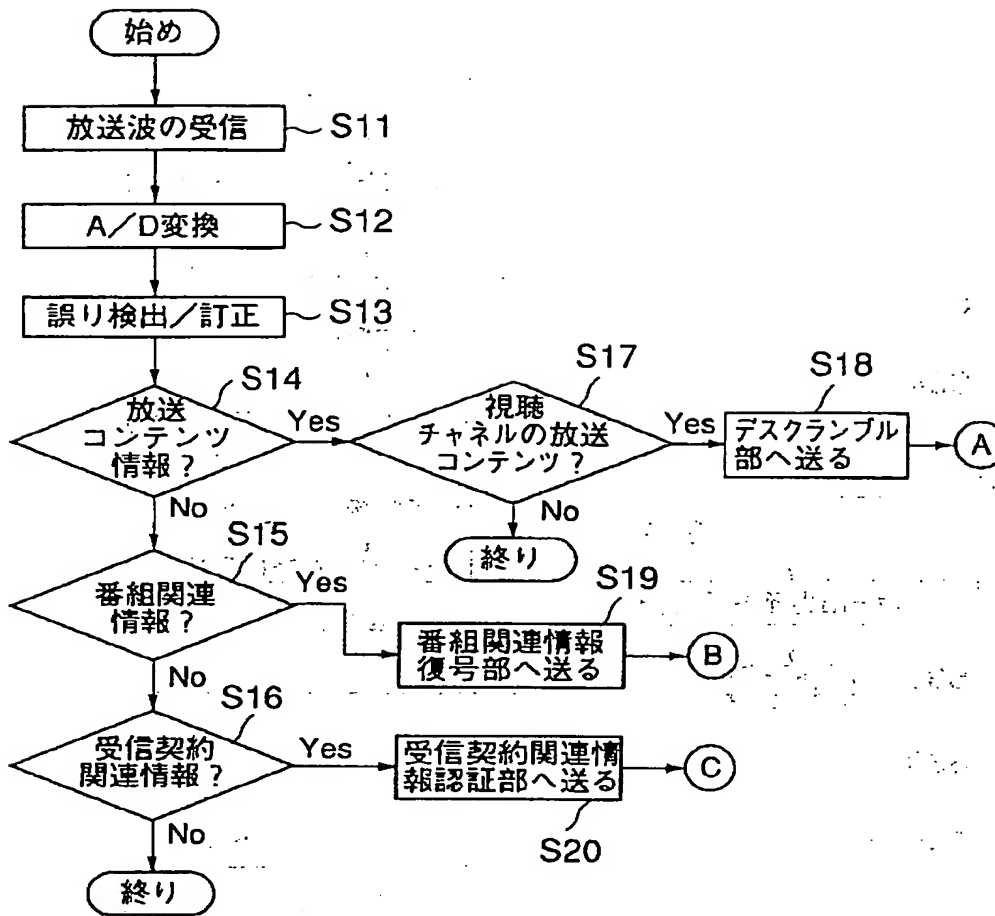 始め
放送波の受信
S11
A/D変換
S12
誤り検出/訂正
S13
放送
コンテンツ
情報?
S14
Yes
No
視聴
チャネルの放送
コンテンツ?
S17
Yes
No
終り
デスクランブル
部へ送る
S18
A
番組関連
情報?
S15
Yes
No
番組関連情報
復号部へ送る
S19
B
受信契約
関連情報?
S16
Yes
No
受信契約関連情
報認証部へ送る
S20
C
終り